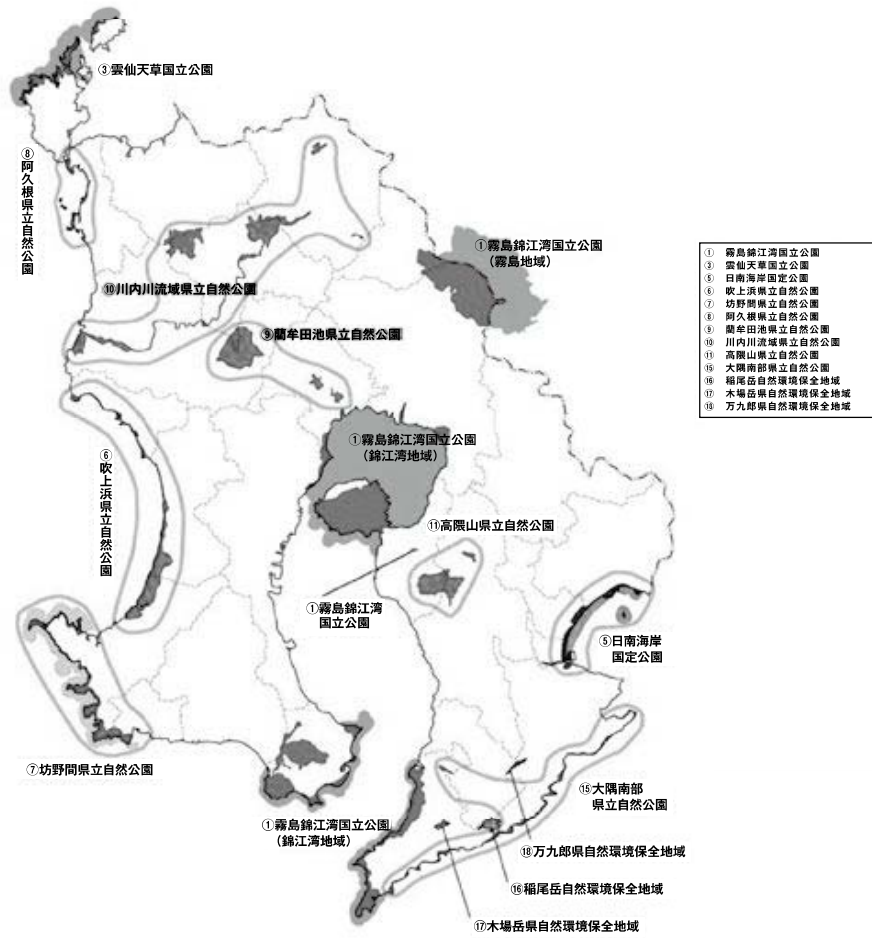 ③雲仙天草国立公園
⑧阿久根県立自然公園
①霧島錦江湾国立公園
(霧島地域)
⑩川内川流域県立自然公園
⑨藺牟田池県立自然公園
①霧島錦江湾国立公園
(錦江湾地域)
⑥吹上浜県立自然公園
⑪高隈山県立自然公園
①霧島錦江湾
国立公園
⑤日南海岸
国定公園
⑦坊野間県立自然公園
⑮大隅南部
県立自然公園
①霧島錦江湾国立公園
(錦江湾地域)
⑱万九郎県自然環境保全地域
⑯稲尾岳自然環境保全地域
⑰木場岳県自然環境保全地域
① 霧島錦江湾国立公園
③ 雲仙天草国立公園
⑤ 日南海岸国定公園
⑥ 吹上浜県立自然公園
⑦ 坊野間県立自然公園
⑧ 阿久根県立自然公園
⑨ 藺牟田池県立自然公園
⑩ 川内川流域県立自然公園
⑪ 高隈山県立自然公園
⑮ 大隅南部県立自然公園
⑯ 稲尾岳自然環境保全地域
⑰ 木場岳県自然環境保全地域
⑱ 万九郎県自然環境保全地域